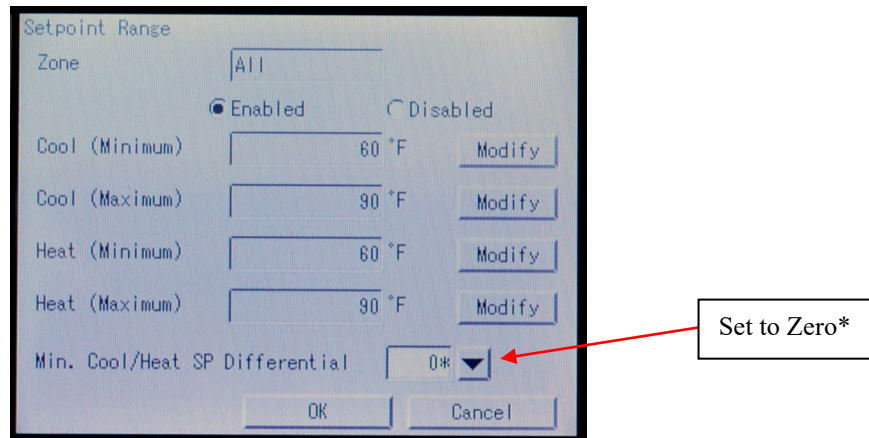 Setpoint Range
Zone All
Enabled Disabled
Cool (Minimum) 60 °F Modify
Cool (Maximum) 90 °F Modify
Heat (Minimum) 60 °F Modify
Heat (Maximum) 90 °F Modify
Set to Zero*
Min. Cool/Heat SP Differential 0*
OK Cancel